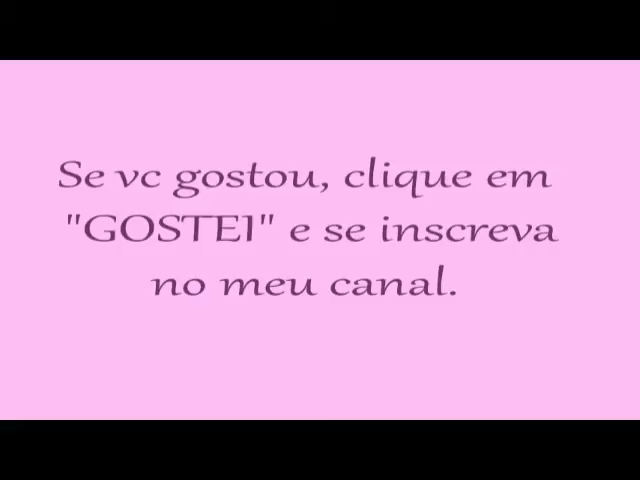 Se vc gostou, clique em
"GOSTEI" e se inscreva
no meu canal.